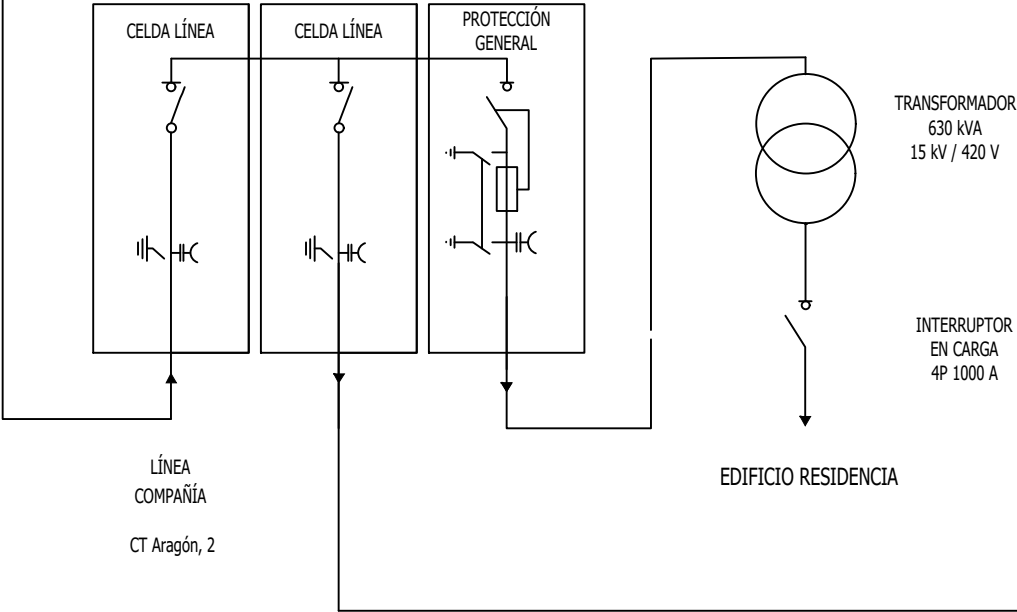 CELDA LÍNEA
CELDA LÍNEA
PROTECCIÓN
GENERAL
TRANSFORMADOR
630 kVA
15 kV / 420 V
INTERRUPTOR
EN CARGA
4P 1000 A
LÍNEA
COMPAÑÍA
CT Aragón, 2
EDIFICIO RESIDENCIA